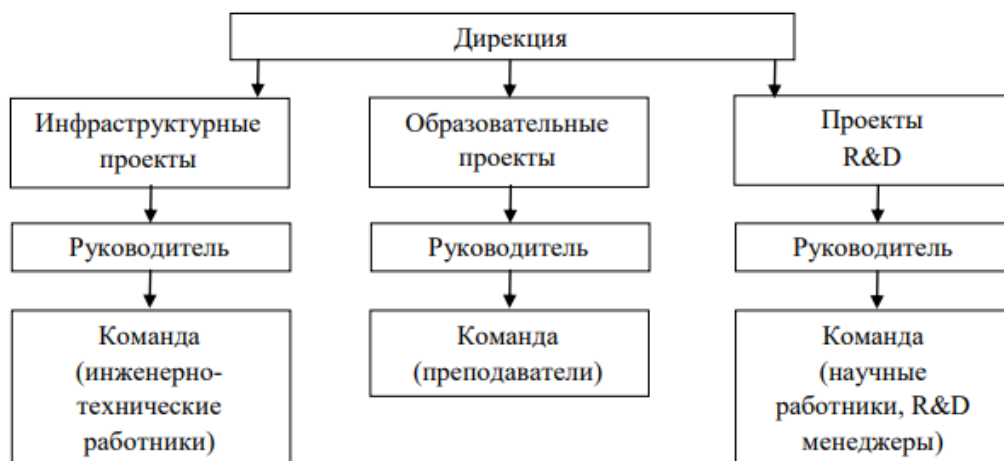 Дирекция
Инфраструктурные
проекты
Образовательные
проекты
Проекты
R&D
Руководитель
Руководитель
Руководитель
Команда
(инженерно-
технические
работники)
Команда
(преподаватели)
Команда
(научные
работники, R&D
менеджеры)